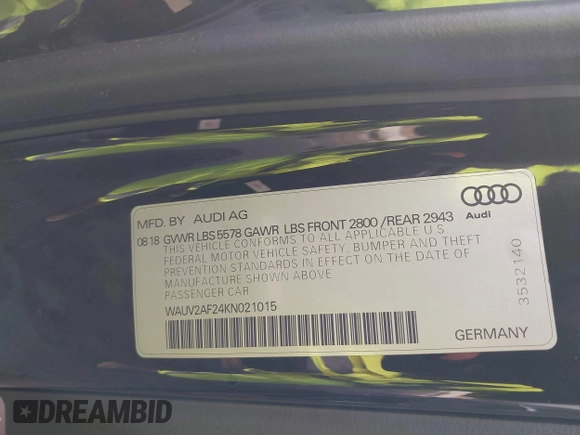 MFD. BY AUDI AG
Audi
08 18 GVWR LBS 5578 GAWR LBS FRONT 2800 / REAR 2943
THIS VEHICLE CONFORMS TO ALL APPLICABLE U.S.
FEDERAL MOTOR VEHICLE SAFETY, BUMPER AND THEFT
PREVENTION STANDARDS IN EFFECT ON THE DATE OF
MANUFACTURE SHOWN ABOVE
PASSENGER CAR
WAUV2AF24KN021015
3532140
GERMANY
DREAMBID